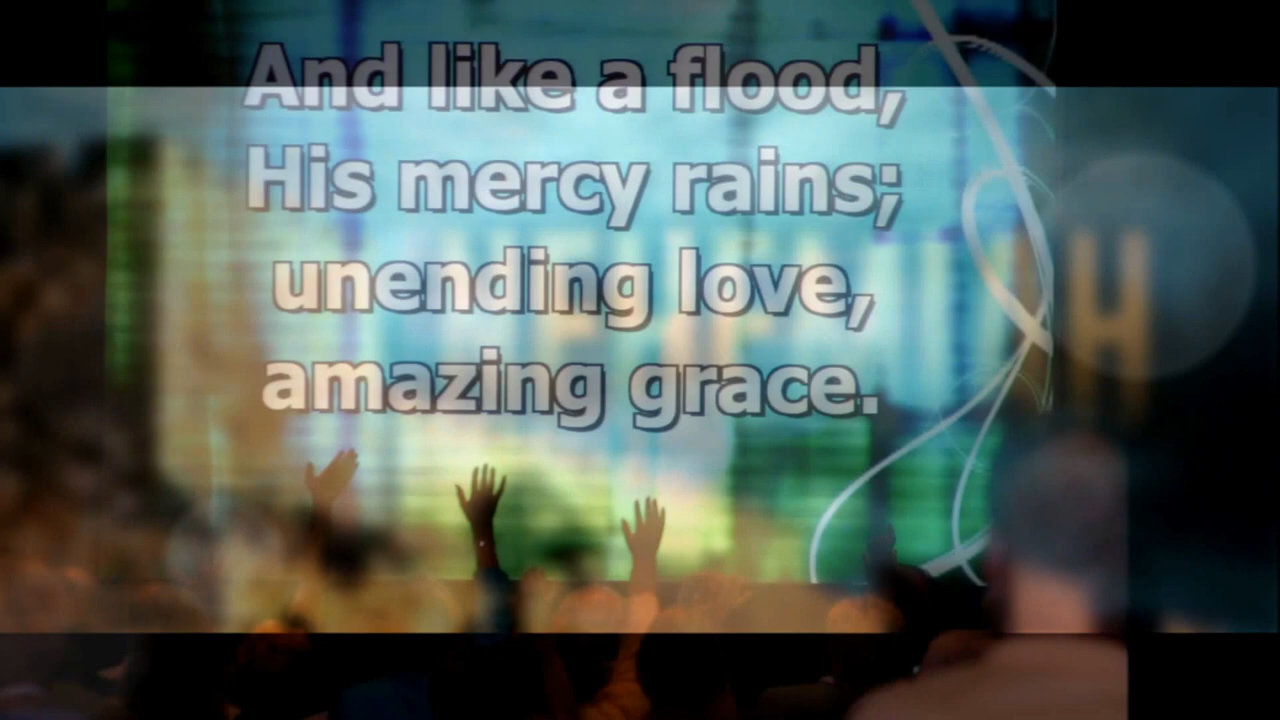 And like a flood,
His mercy rains;
unending love,
amazing grace.